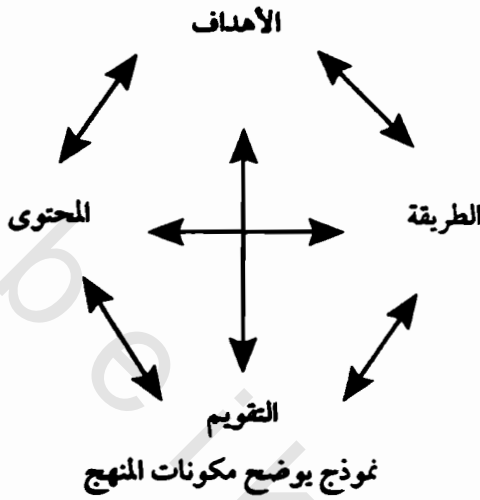 الأهداف
الطريقة
المحتوى
التقويم
نموذج يوضح مكونات المنهج